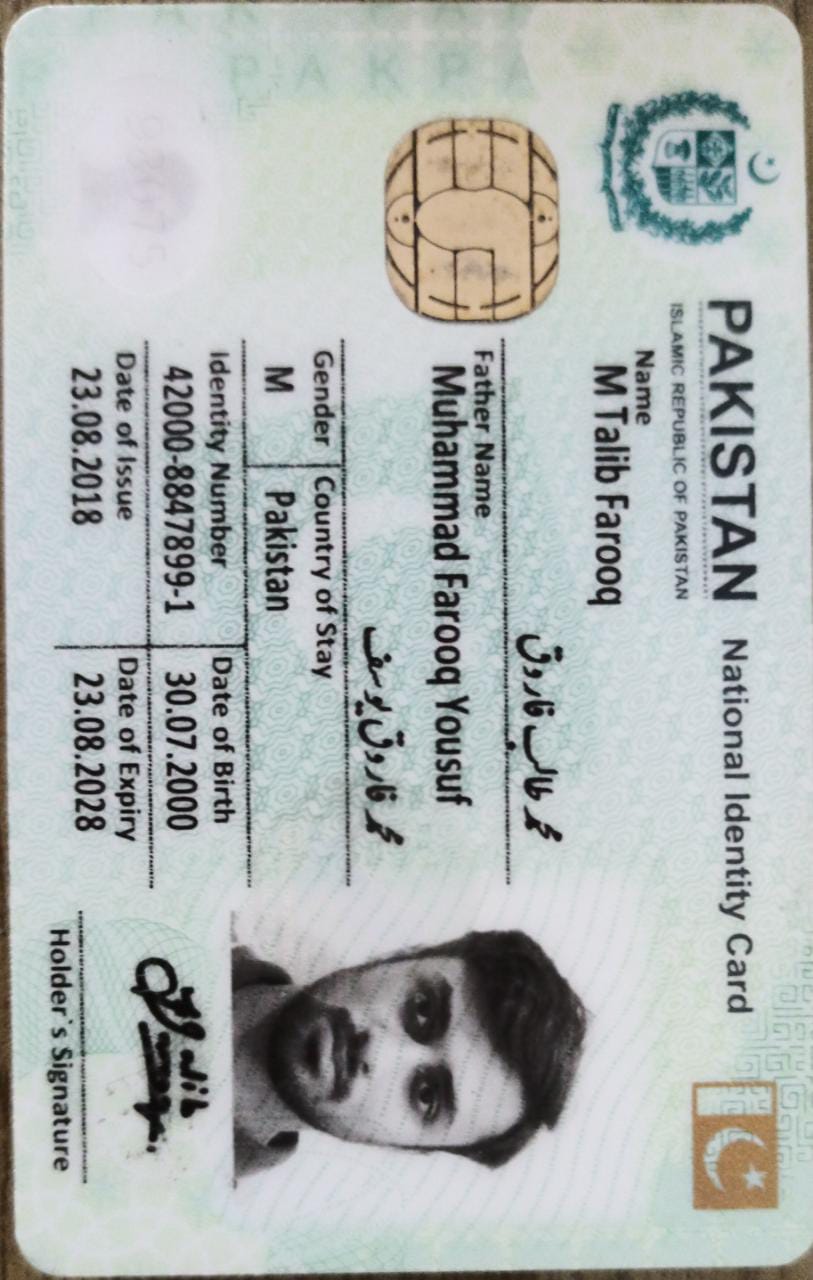 PAKISTAN National Identity Card
ISLAMIC REPUBLIC OF PAKISTAN
Name
M Talib Farooq
محمد طالب فاروق
Father Name
Muhammad Farooq Yousuf
محمد فاروق یوسف
Gender Country of Stay
M Pakistan
Identity Number Date of Birth
42000-8847899-1 30.07.2000
Date of Issue Date of Expiry
23.08.2018 23.08.2028
Talib
Farooq.
Holder`s Signature